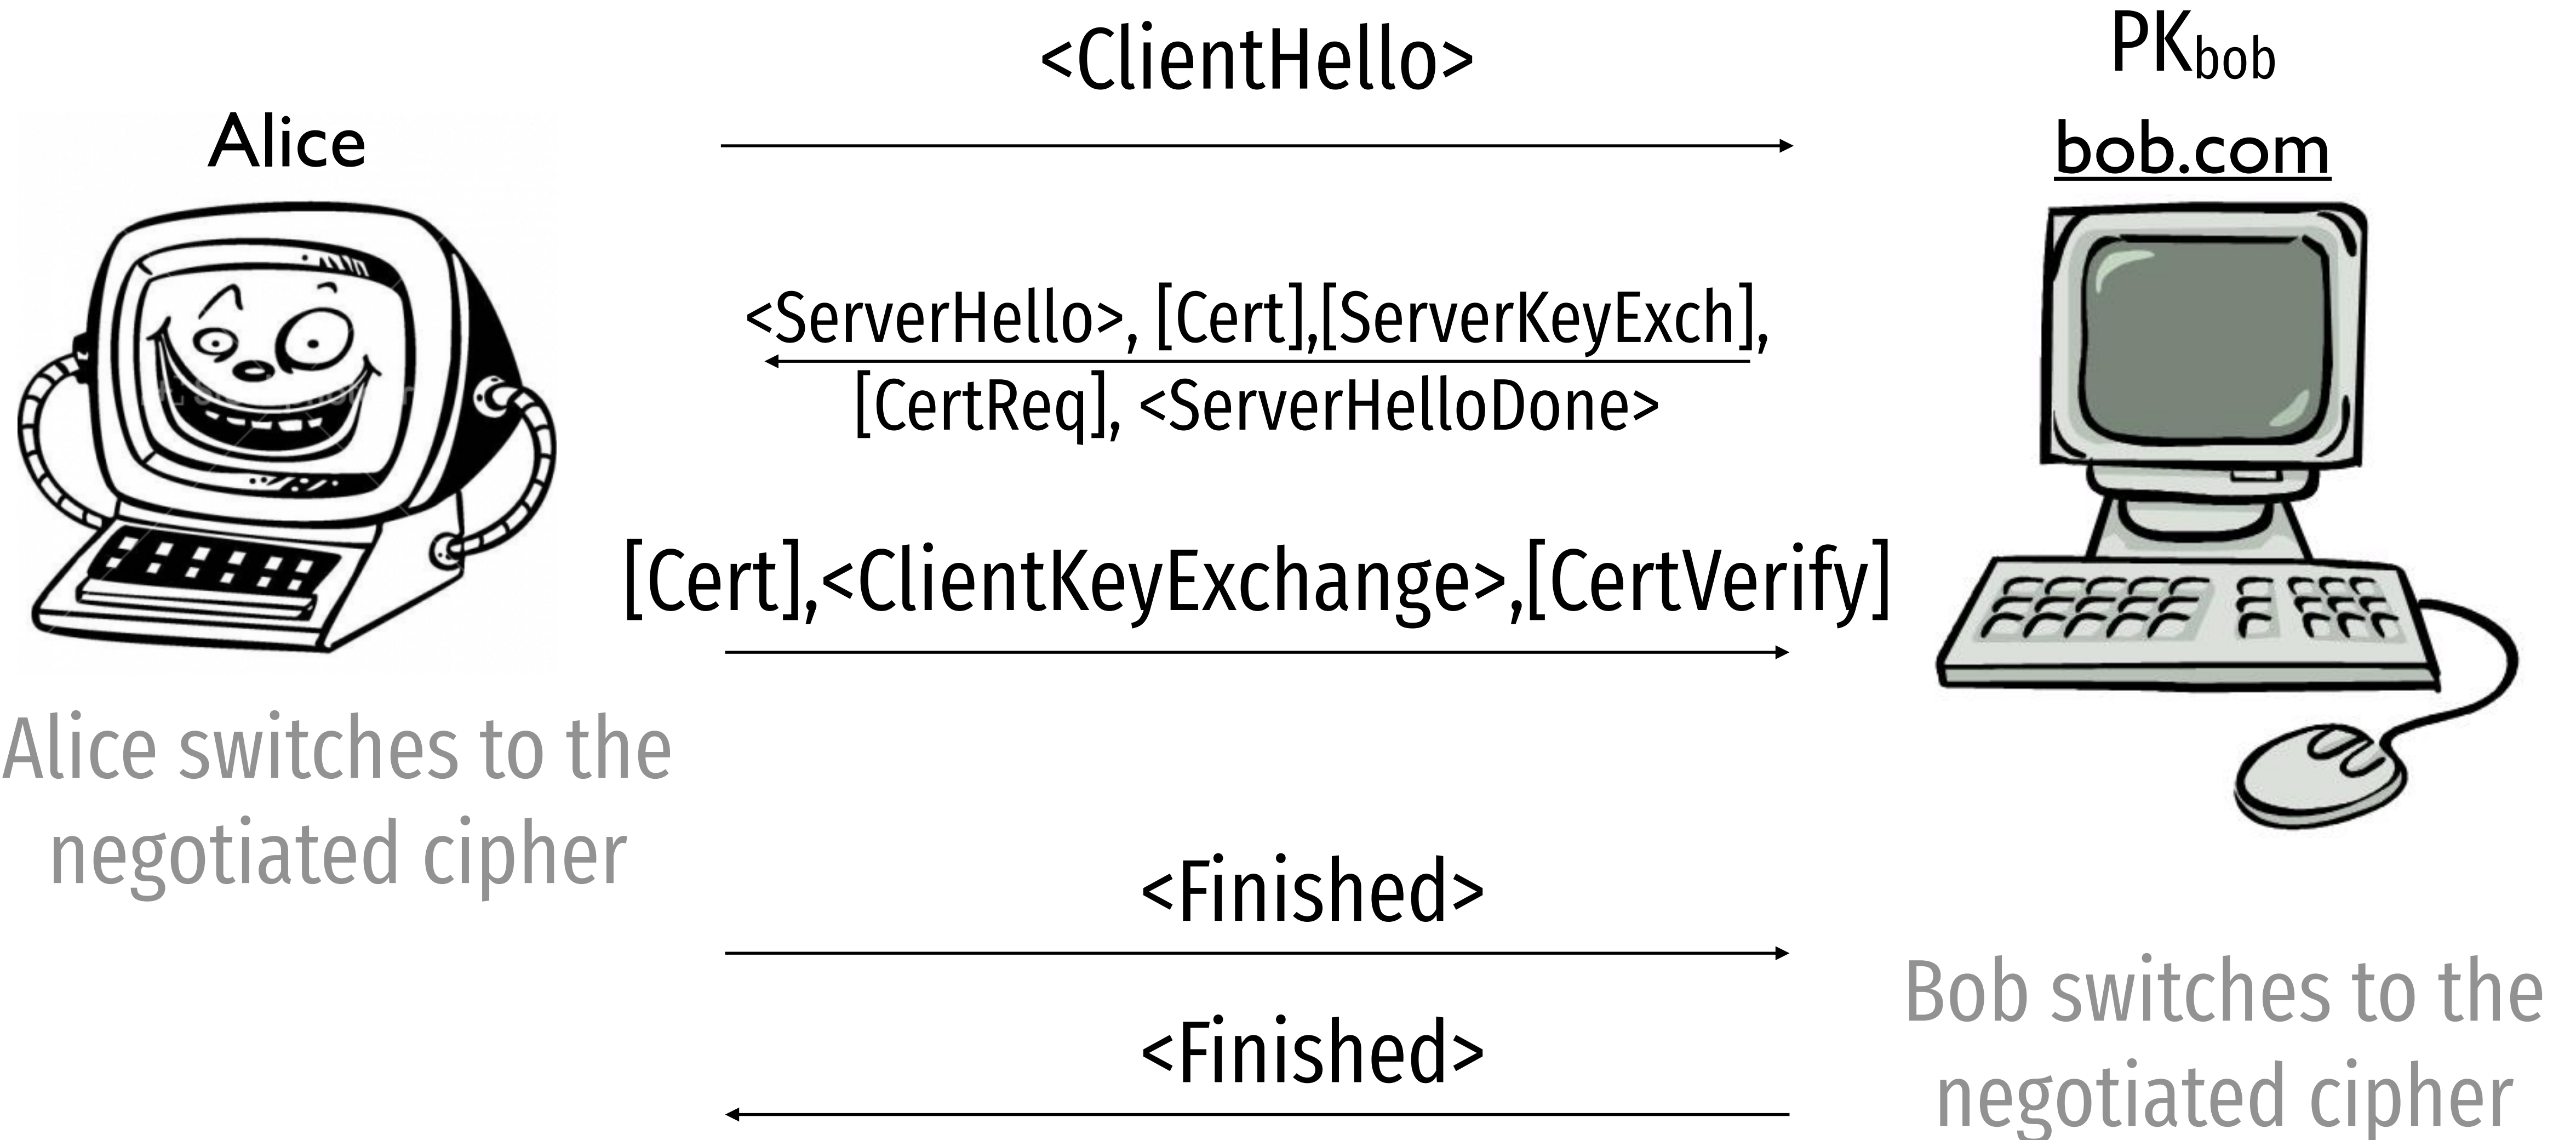 <ClientHello>
PKbob
Alice
bob.com
<ServerHello>, [Cert],[ServerKeyExch],
[CertReq], <ServerHelloDone>
[Cert],<ClientKeyExchange>,[CertVerify]
Alice switches to the
negotiated cipher
<Finished>
Bob switches to the
negotiated cipher
<Finished>